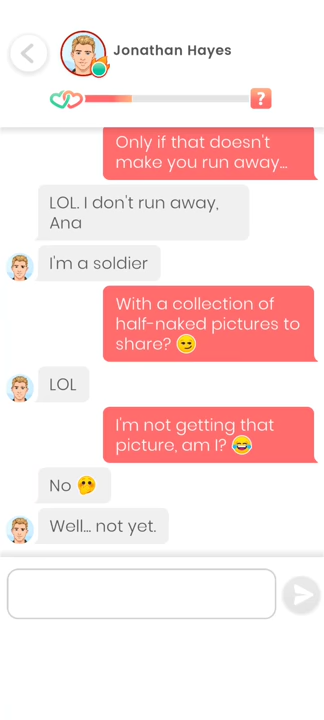 Jonathan Hayes
?
Only if that doesn't
make you run away...
LOL. I don't run away,
Ana
I'm a soldier
With a collection of
half-naked pictures to
share? 😏
LOL
I'm not getting that
picture, am I? 😂
No 🫢
Well... not yet.